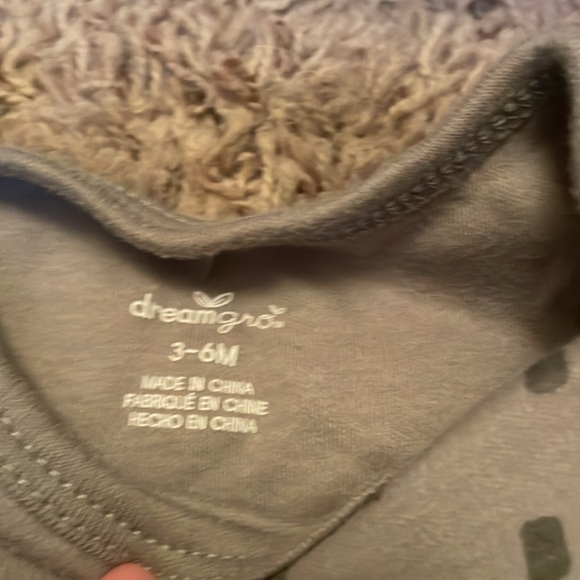 dreamgro
3-6M
MADE IN CHINA
FABRIQUÉ EN CHINE
HECHO EN CHINA